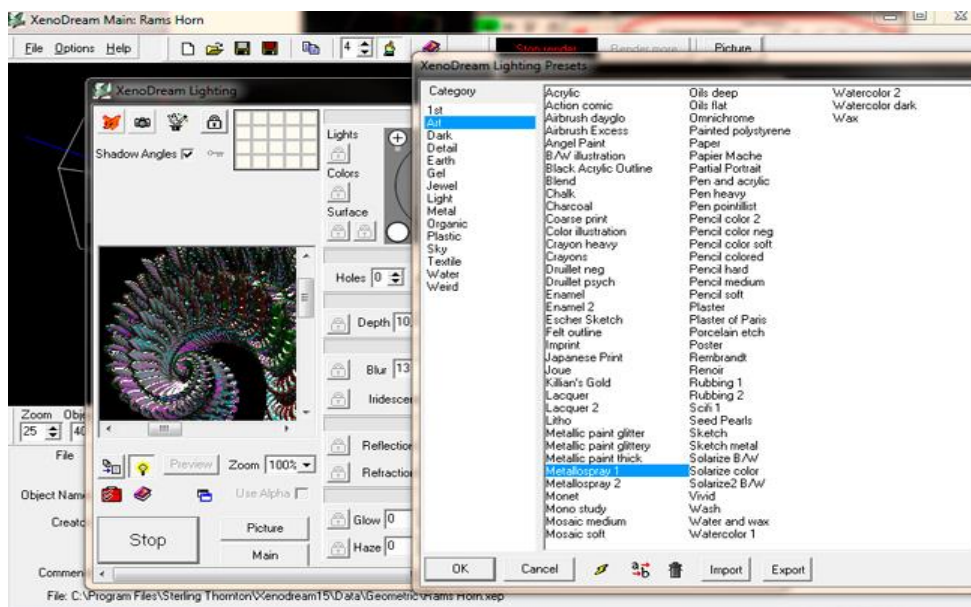 XenoDream Main: Rams Horn
File Options Help
4
Stop render
Render more
Picture
XenoDream Lighting
Shadow Angles
Lights
Colors
Surface
Holes 0
Depth 10
Blur 13
Reflection
Refraction
Glow 0
Haze 0
Preview
Zoom 100%
Use Alpha
Stop
Picture
Main
Zoom
25
File
Object Name
File: C:\Program Files\Sterling Thornton\Xenodream15\Data\Geometric\Rams Horn.xep
XenoDream Lighting Presets
Category
1st
Art
Dark
Detail
Earth
Gel
Jewel
Light
Metal
Organic
Plastic
Sky
Textile
Water
Weird
Acrylic
Action comic
Airbrush dayglo
Airbrush Excess
Angel Paint
B/W illustration
Black Acrylic Outline
Blend
Chalk
Charcoal
Coarse print
Color illustration
Crayon heavy
Crayons
Druillet neg
Druillet psych
Enamel
Enamel 2
Escher Sketch
Felt outline
Imprint
Japanese Print
Joue
Killian's Gold
Lacquer
Lacquer 2
Litho
Metallic paint glitter
Metallic paint glittery
Metallic paint thick
Metallospray 1
Metallospray 2
Monet
Mono study
Mosaic medium
Mosaic soft
Oils deep
Oils flat
Omnichrome
Painted polystyrene
Paper
Papier Mache
Partial Portrait
Pen and acrylic
Pen heavy
Pen pointillist
Pencil color 2
Pencil color neg
Pencil color soft
Pencil colored
Pencil hard
Pencil medium
Pencil soft
Plaster
Plaster of Paris
Porcelain etch
Poster
Rembrandt
Renoir
Rubbing 1
Rubbing 2
Scifi 1
Seed Pearls
Sketch
Sketch metal
Solarize B/W
Solarize color
Solarize2 B/W
Vivid
Wash
Water and wax
Watercolor 1
Watercolor 2
Watercolor dark
Wax
OK
Cancel
Import
Export